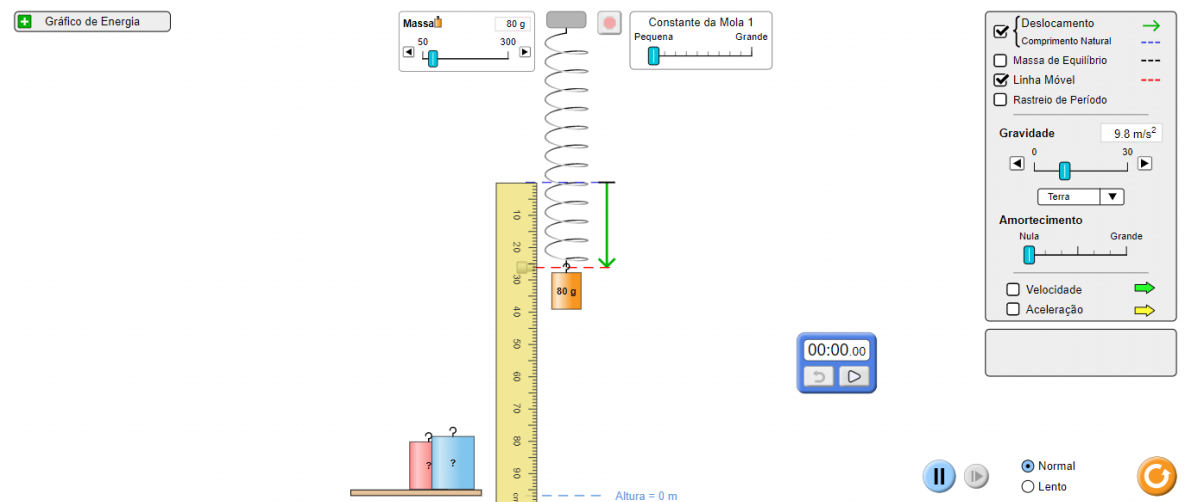 Gráfico de Energia
Massa
80 g
50
300
Constante da Mola 1
Pequena
Grande
Deslocamento
Comprimento Natural
Massa de Equilíbrio
Linha Móvel
Rastreio de Período
Gravidade
9.8 m/s²
0
30
Terra
Amortecimento
Nula
Grande
Velocidade
Aceleração
10
20
30
40
50
60
70
80
90
cm
80 g
00:00.00
?
?
Altura = 0 m
Normal
Lento